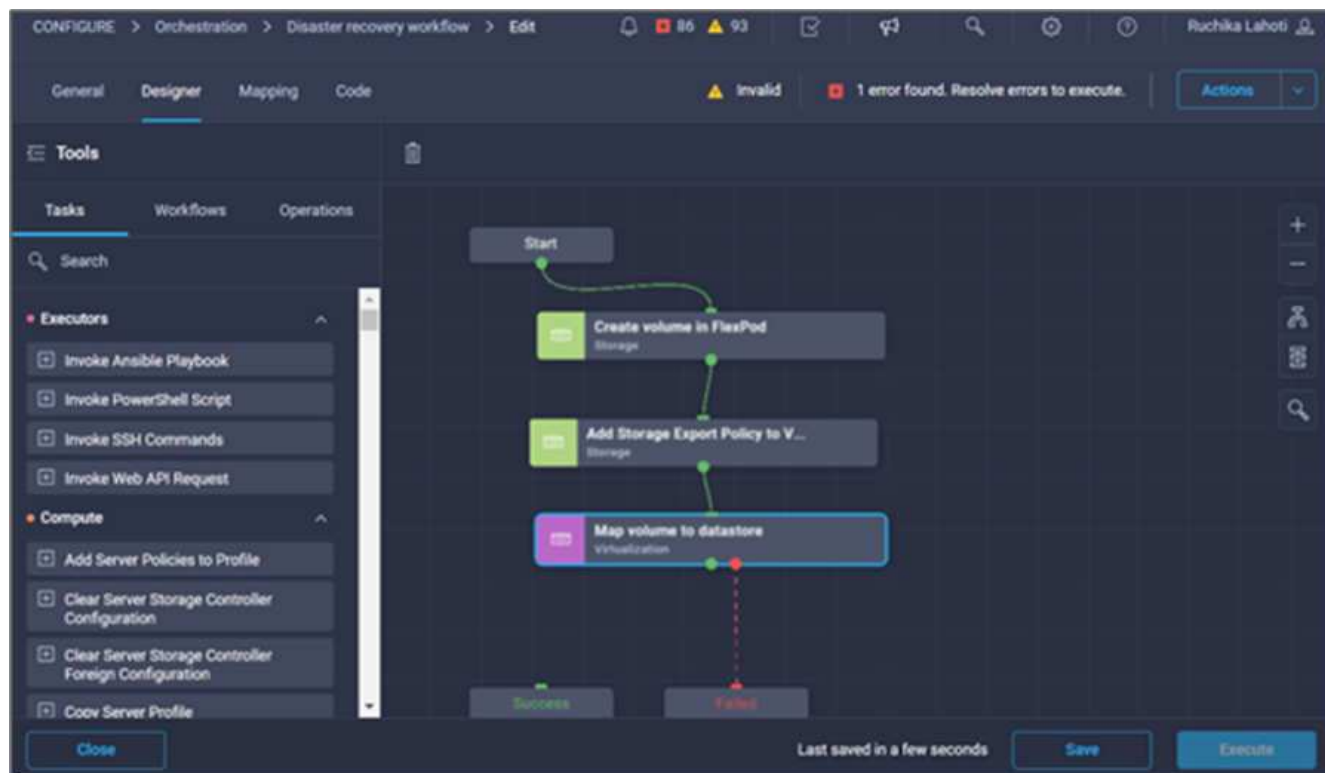 CONFIGURE > Orchestration > Disaster recovery workflow > Edit 86 93 Ruchika Lahoti
General Designer Mapping Code Invalid 1 error found. Resolve errors to execute. Actions
Tools
Tasks Workflows Operations
Search
Executors
Invoke Ansible Playbook
Invoke PowerShell Script
Invoke SSH Commands
Invoke Web API Request
Compute
Add Server Policies to Profile
Clear Server Storage Controller
Configuration
Clear Server Storage Controller
Foreign Configuration
Copy Server Profile
Start
Create volume in FlexPod
Storage
Add Storage Export Policy to V...
Storage
Map volume to datastore
Virtualization
Success Failed
Close Last saved in a few seconds Save Execute